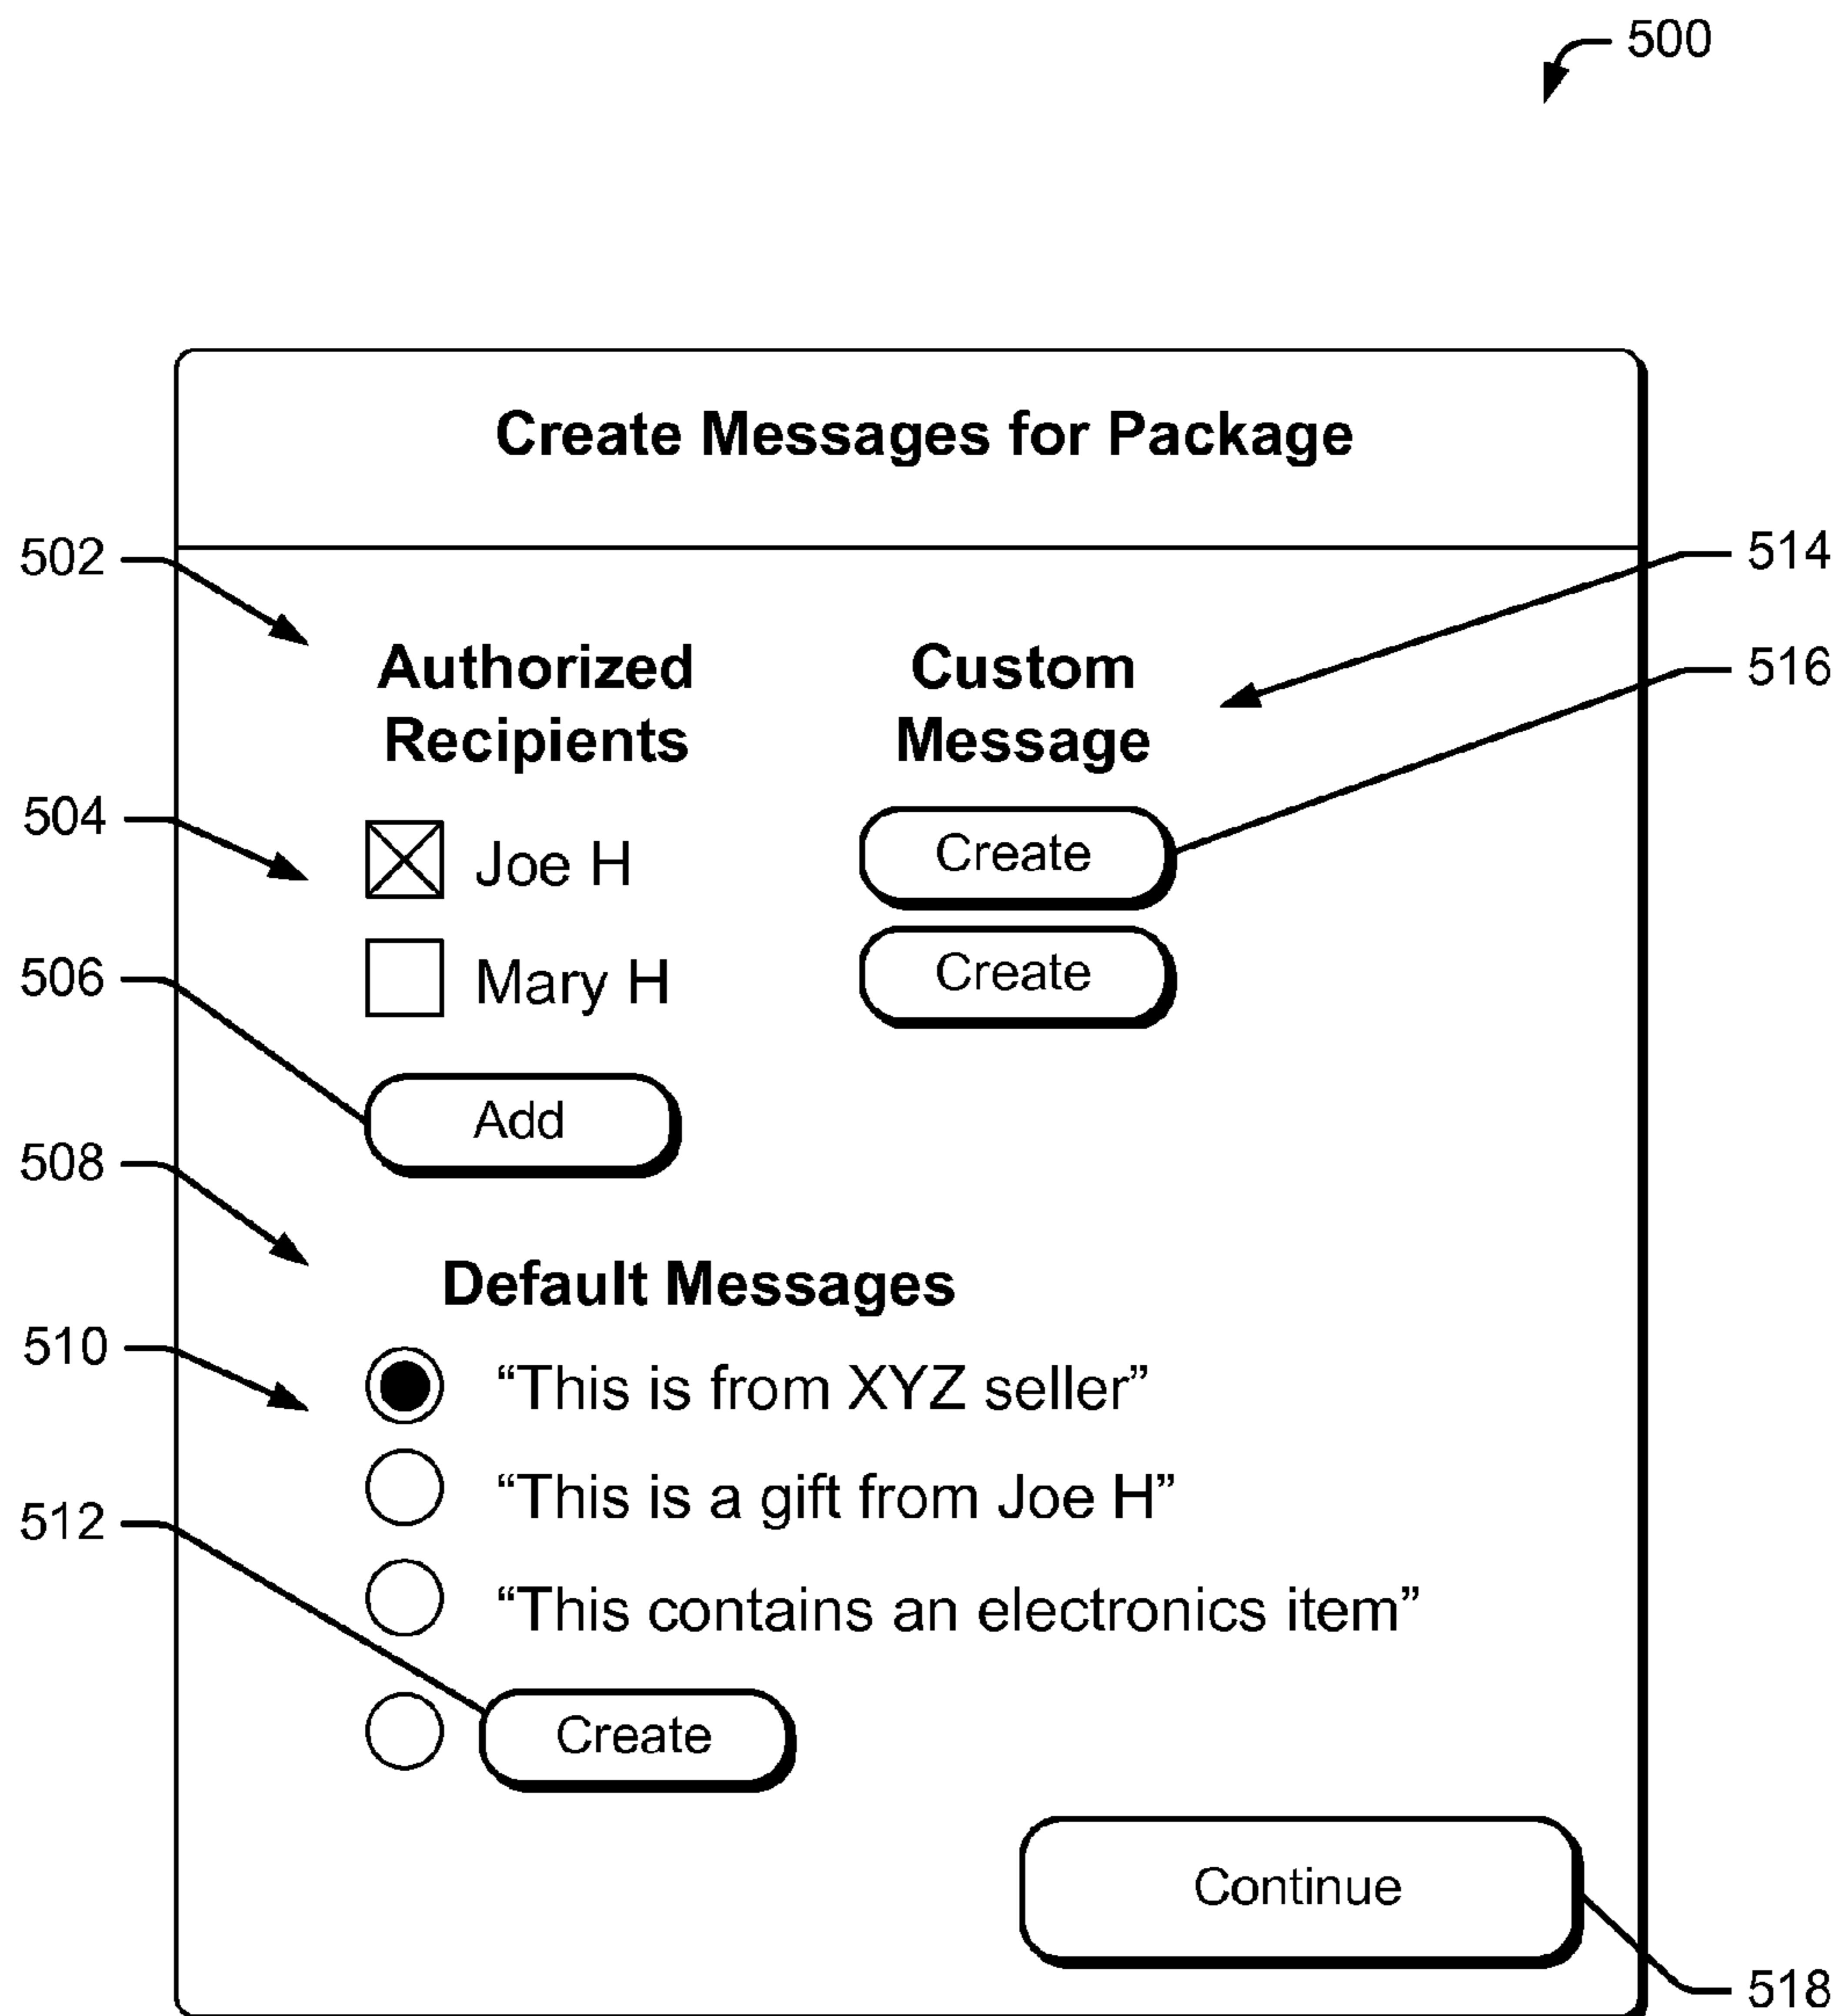 500
Create Messages for Package
502
514
Authorized Recipients
Custom Message
516
504
Joe H
Create
506
Mary H
Create
Add
508
Default Messages
510
“This is from XYZ seller”
“This is a gift from Joe H”
512
“This contains an electronics item”
Create
Continue
518